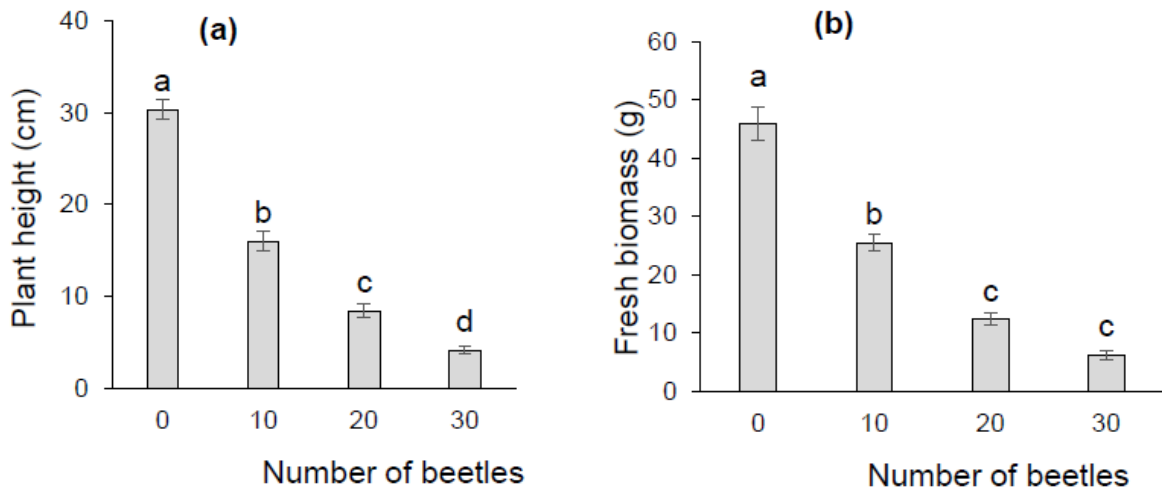 (a)
Plant height (cm)
40
30
20
10
0
a
b
c
d
0 10 20 30
Number of beetles
(b)
Fresh biomass (g)
60
50
40
30
20
10
0
a
b
c
c
0 10 20 30
Number of beetles